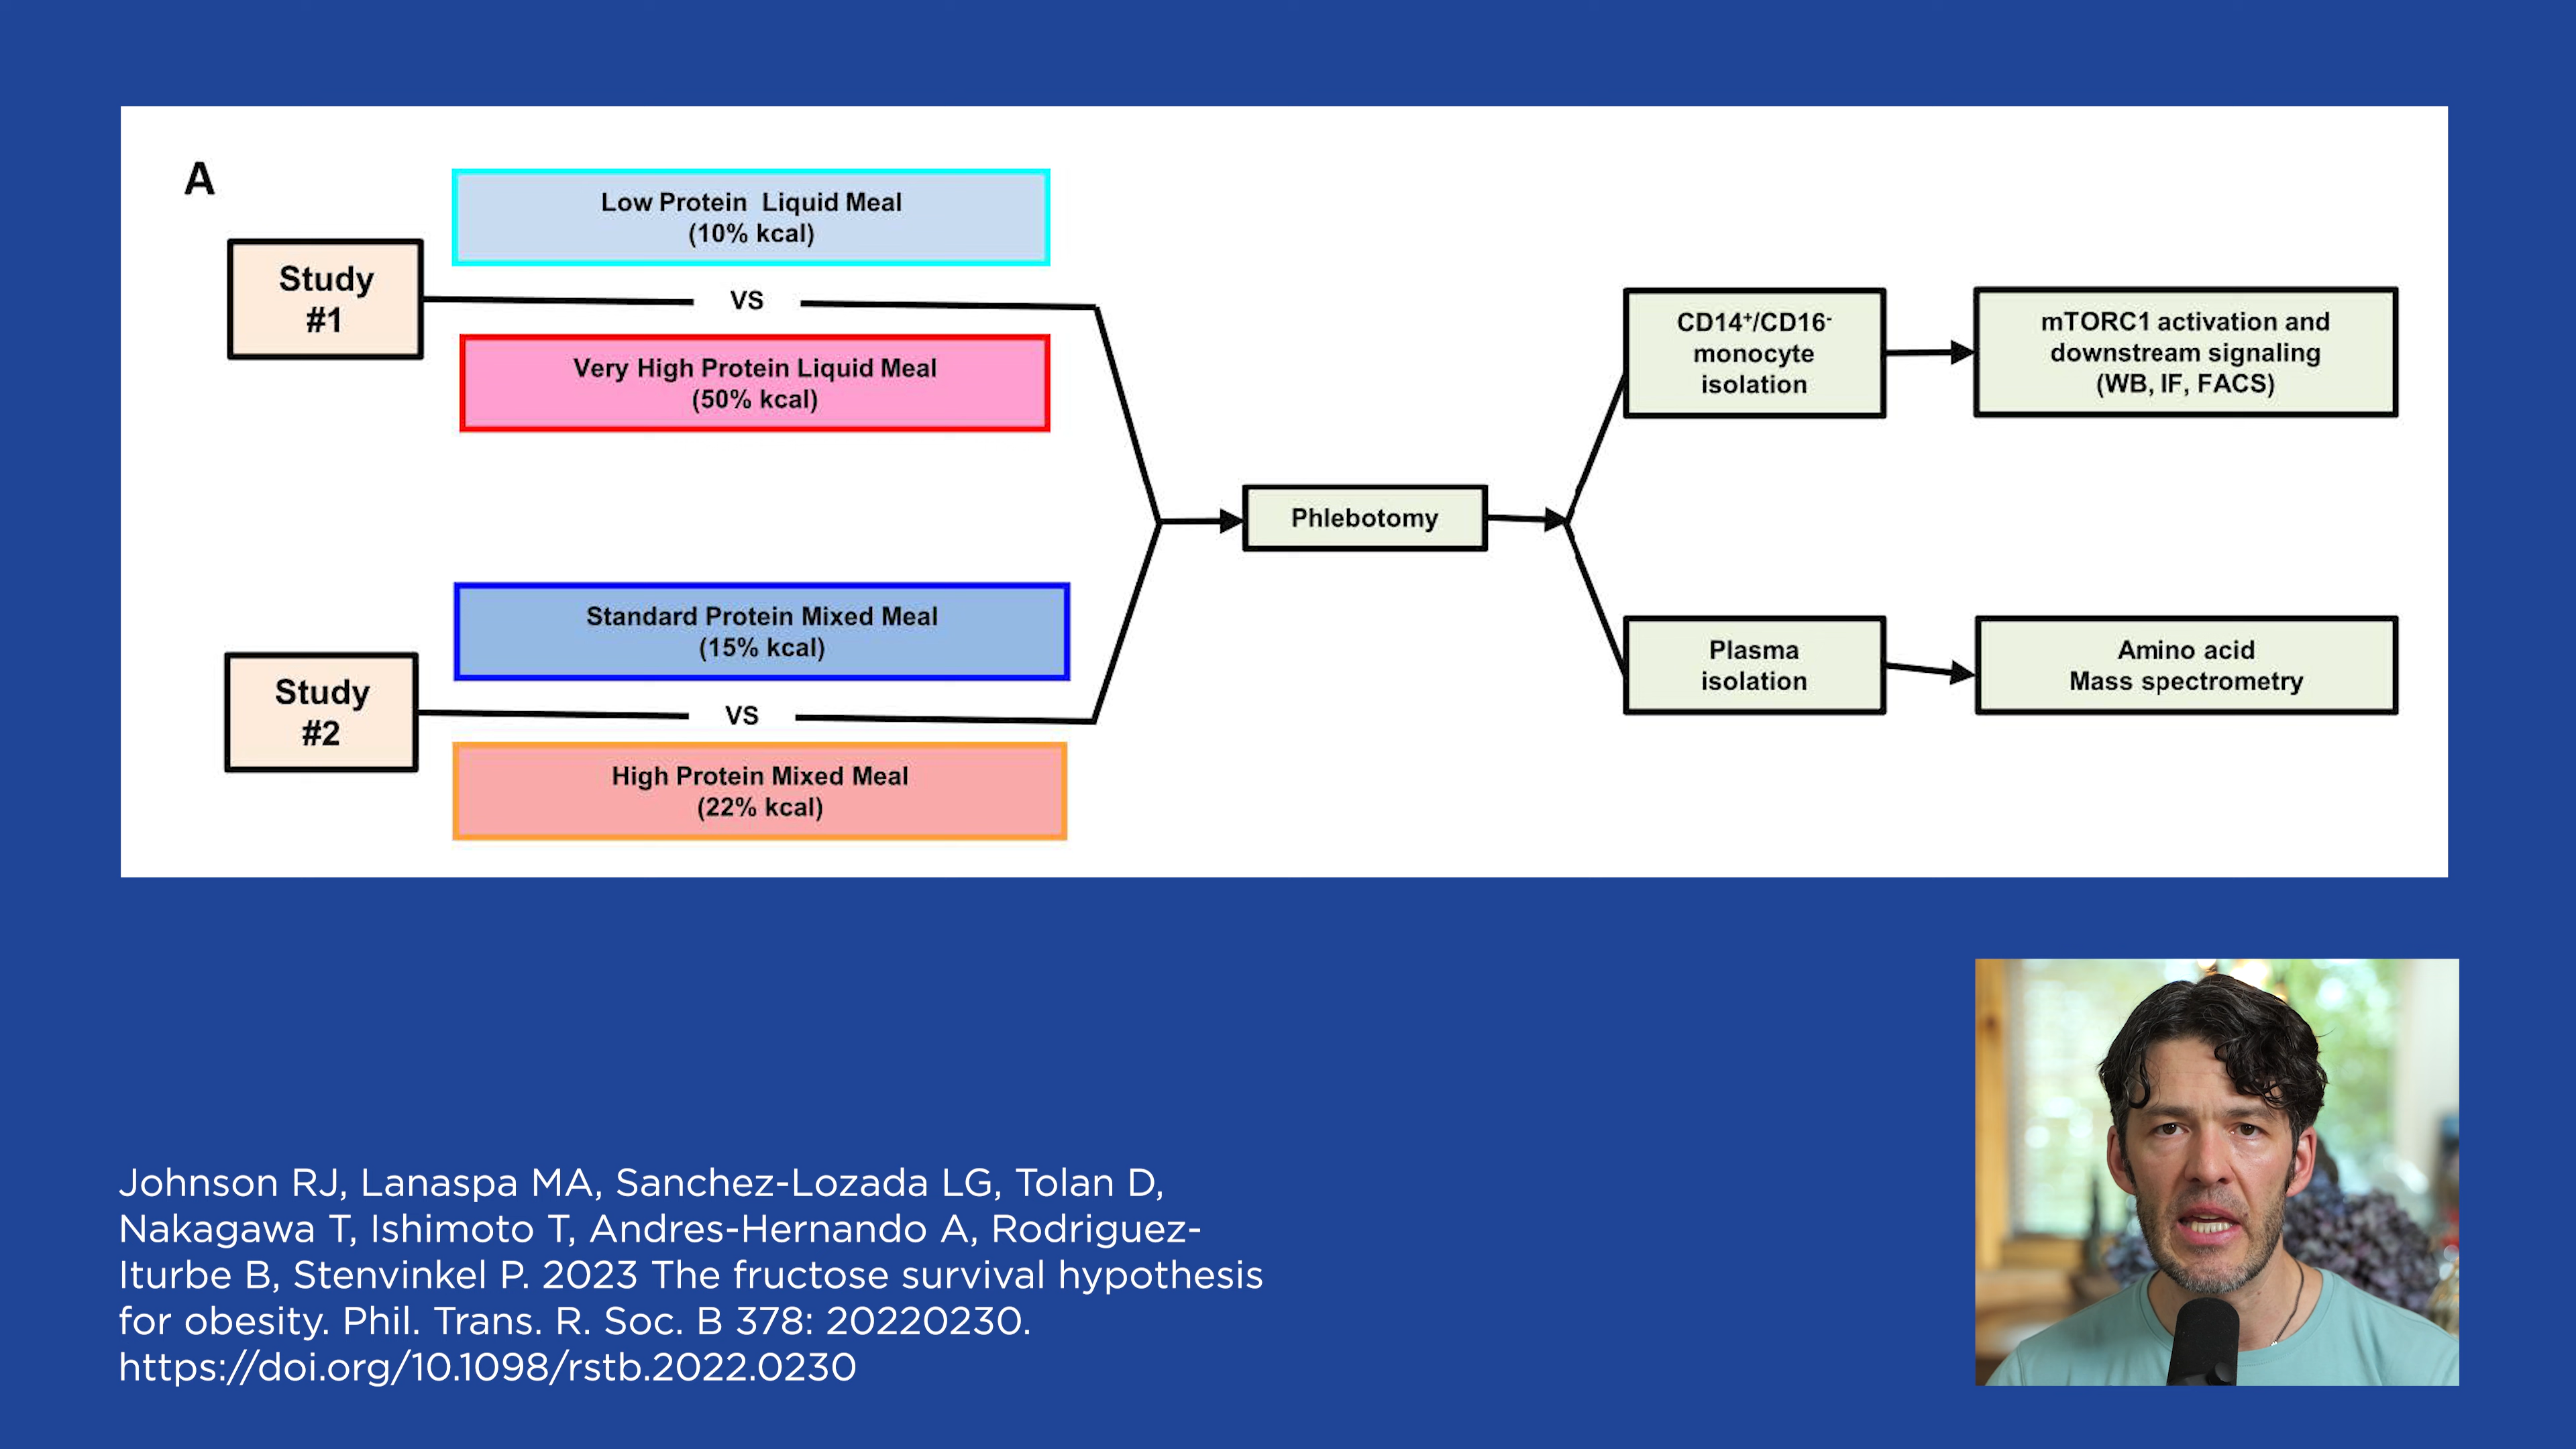 A
Study
#1
Low Protein  Liquid Meal
(10% kcal)
VS
Very High Protein Liquid Meal
(50% kcal)
Study
#2
Standard Protein Mixed Meal
(15% kcal)
VS
High Protein Mixed Meal
(22% kcal)
Phlebotomy
CD14⁺/CD16⁻
monocyte
isolation
mTORC1 activation and
downstream signaling
(WB, IF, FACS)
Plasma
isolation
Amino acid
Mass spectrometry
Johnson RJ, Lanaspa MA, Sanchez-Lozada LG, Tolan D,
Nakagawa T, Ishimoto T, Andres-Hernando A, Rodriguez-
Iturbe B, Stenvinkel P. 2023 The fructose survival hypothesis
for obesity. Phil. Trans. R. Soc. B 378: 20220230.
https://doi.org/10.1098/rstb.2022.0230